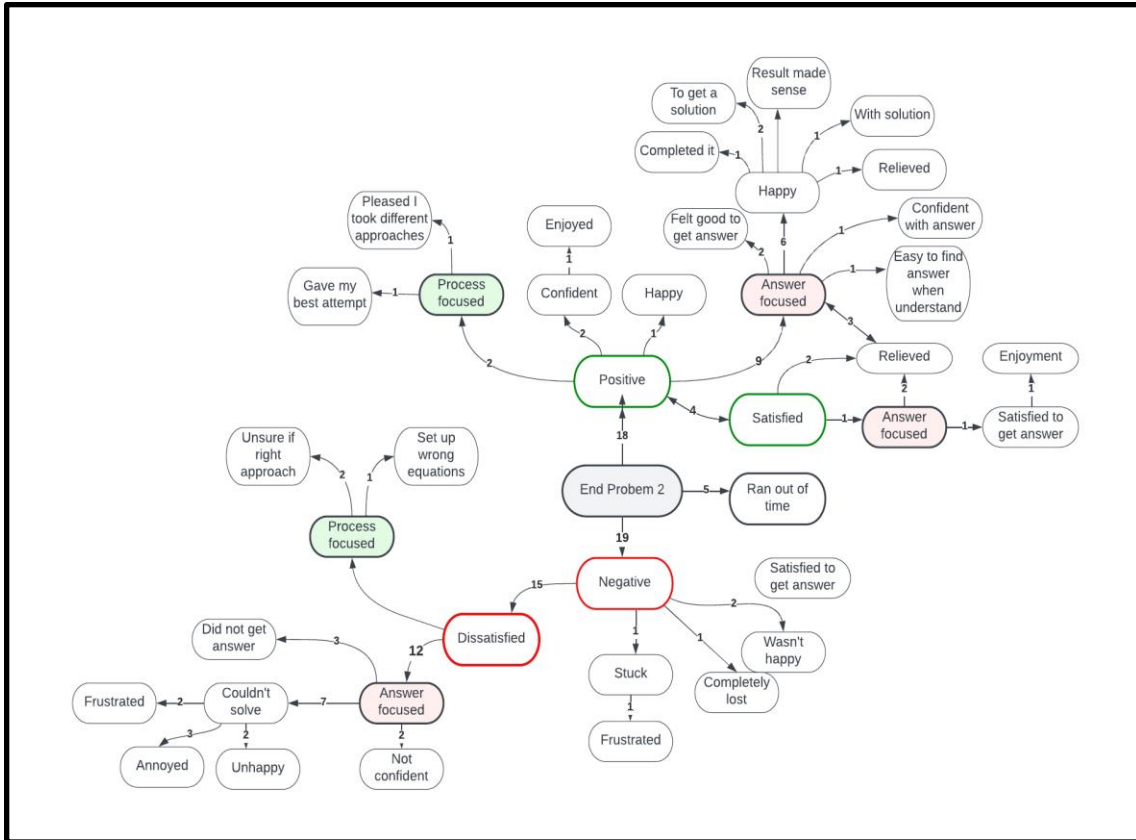 Result made
sense
To get a
solution
With solution
2
1
Completed it
1
Relieved
1
Happy
Pleased I
took different
approaches
Confident
with answer
Felt good to
get answer
Enjoyed
1
6
2
1
1
Easy to find
answer
when
understand
1
Process
focused
Answer
focused
Gave my
best attempt
1
Confident
Happy
3
2
1
Relieved
Enjoyment
2
9
2
Positive
2
1
4
Satisfied
1
Answer
focused
1
Satisfied to
get answer
18
Unsure if
right
approach
Set up
wrong
equations
2
1
End Probem 2
5
Ran out of
time
Process
focused
19
Negative
Satisfied to
get answer
15
2
Dissatisfied
1
1
Wasn't
happy
Did not get
answer
3
12
Stuck
Completely
lost
Frustrated
2
Couldn't
solve
7
Answer
focused
1
3
2
2
Frustrated
Annoyed
Unhappy
Not
confident